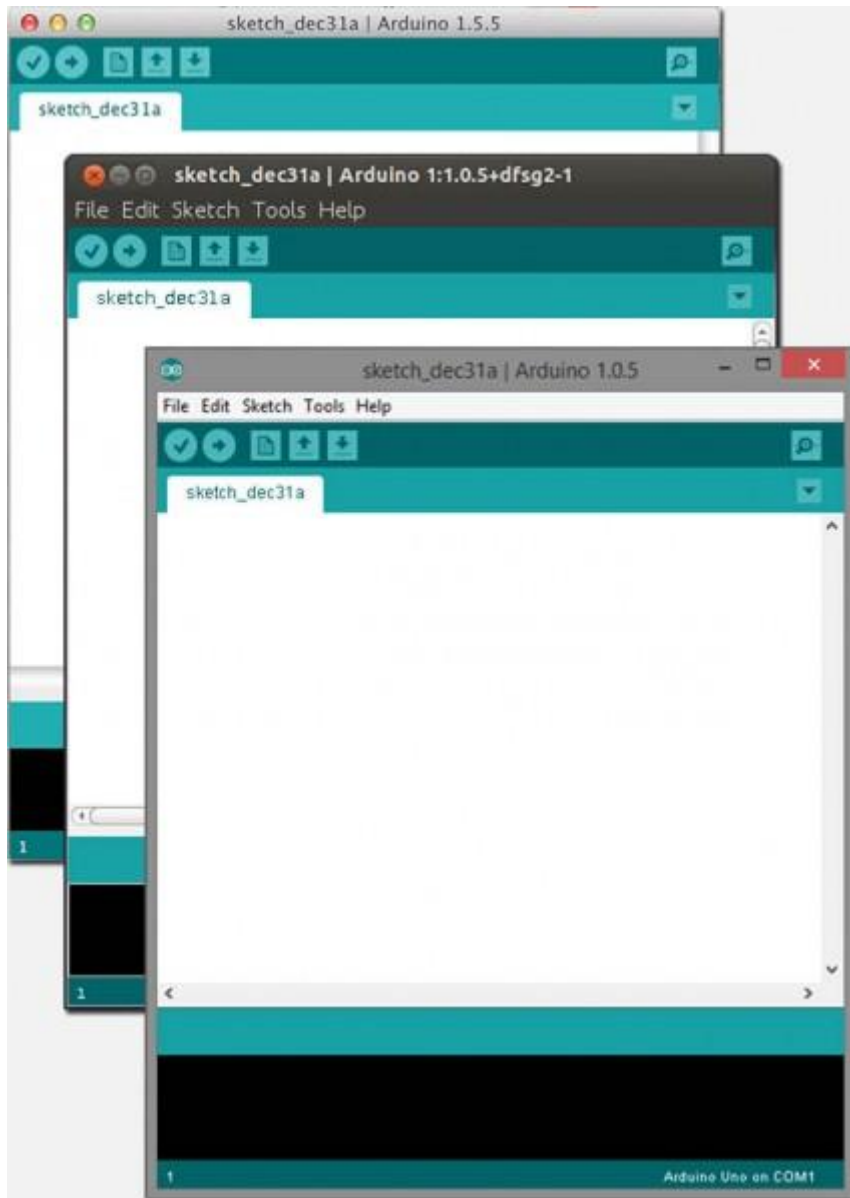 sketch_dec31a | Arduino 1.5.5
sketch_dec31a
sketch_dec31a | Arduino 1:1.0.5+dfsg2-1
File Edit Sketch Tools Help
sketch_dec31a
sketch_dec31a | Arduino 1.0.5
File Edit Sketch Tools Help
sketch_dec31a
1
1
1
Arduino Uno on COM1